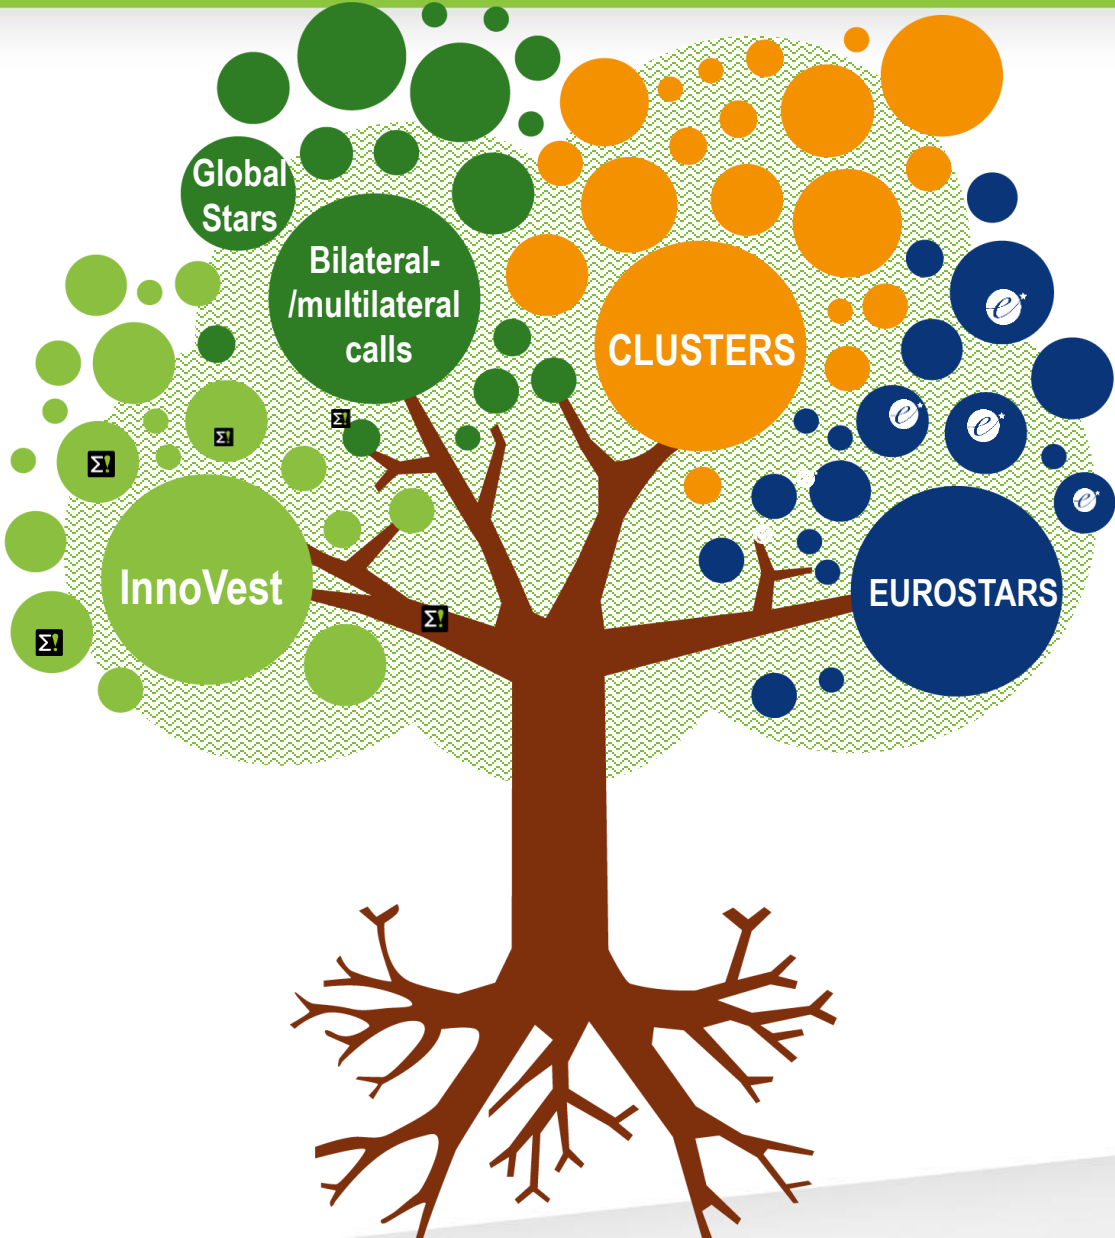 Global
Stars
Bilateral-
/multilateral
calls
CLUSTERS
InnoVest
EUROSTARS
Σ!
Σ!
Σ!
Σ!
Σ!
e
e
e
e